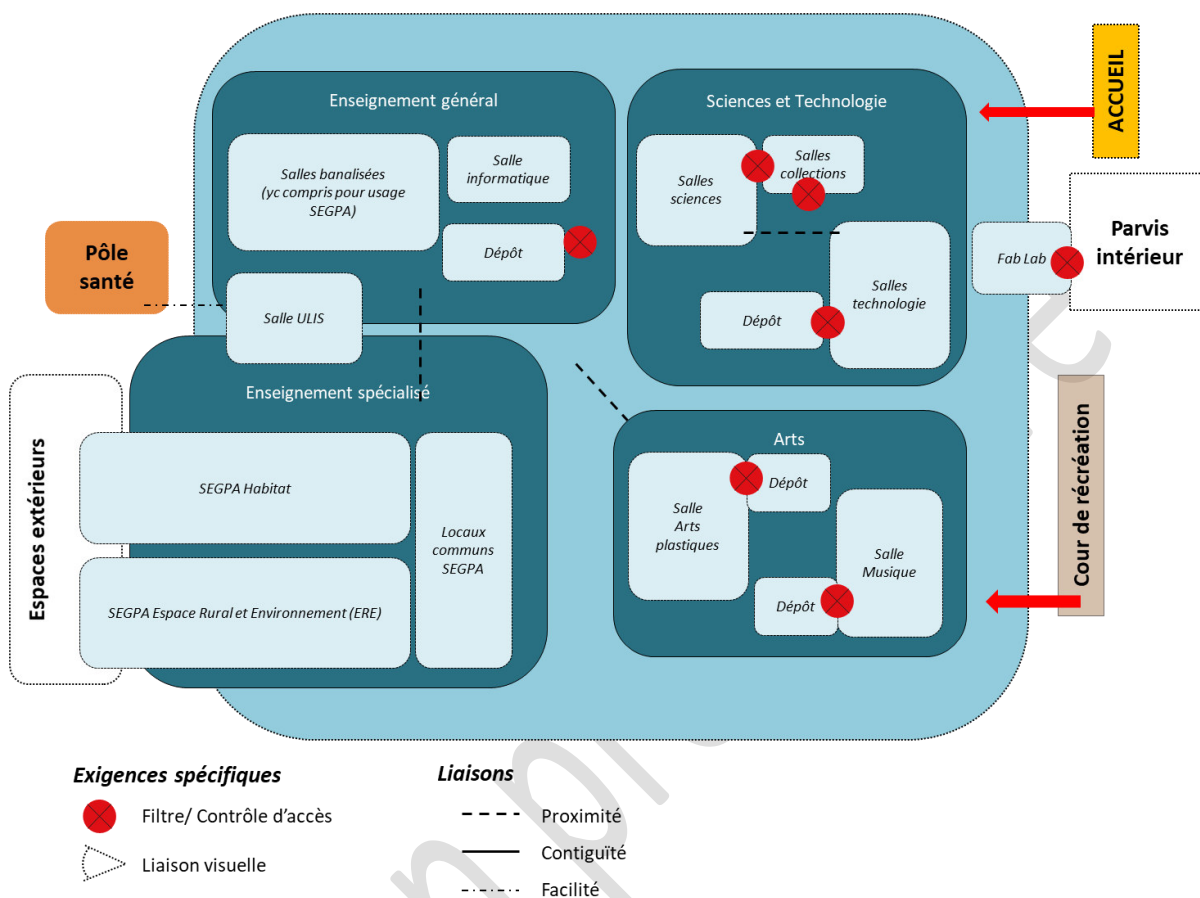 Enseignement général
Salles banalisées
(yc compris pour usage
SEGPA)
Salle
informatique
Dépôt
Salle ULIS
Sciences et Technologie
Salles
sciences
Salles
collections
Salles
technologie
Dépôt
ACCUEIL
Parvis
intérieur
Fab Lab
Pôle
santé
Enseignement spécialisé
SEGPA Habitat
SEGPA Espace Rural et Environnement (ERE)
Locaux
communs
SEGPA
Espaces extérieurs
Arts
Salle
Arts
plastiques
Dépôt
Dépôt
Salle
Musique
Cour de récréation
Exigences spécifiques
Filtre/ Contrôle d’accès
Liaison visuelle
Liaisons
Proximité
Contiguïté
Facilité